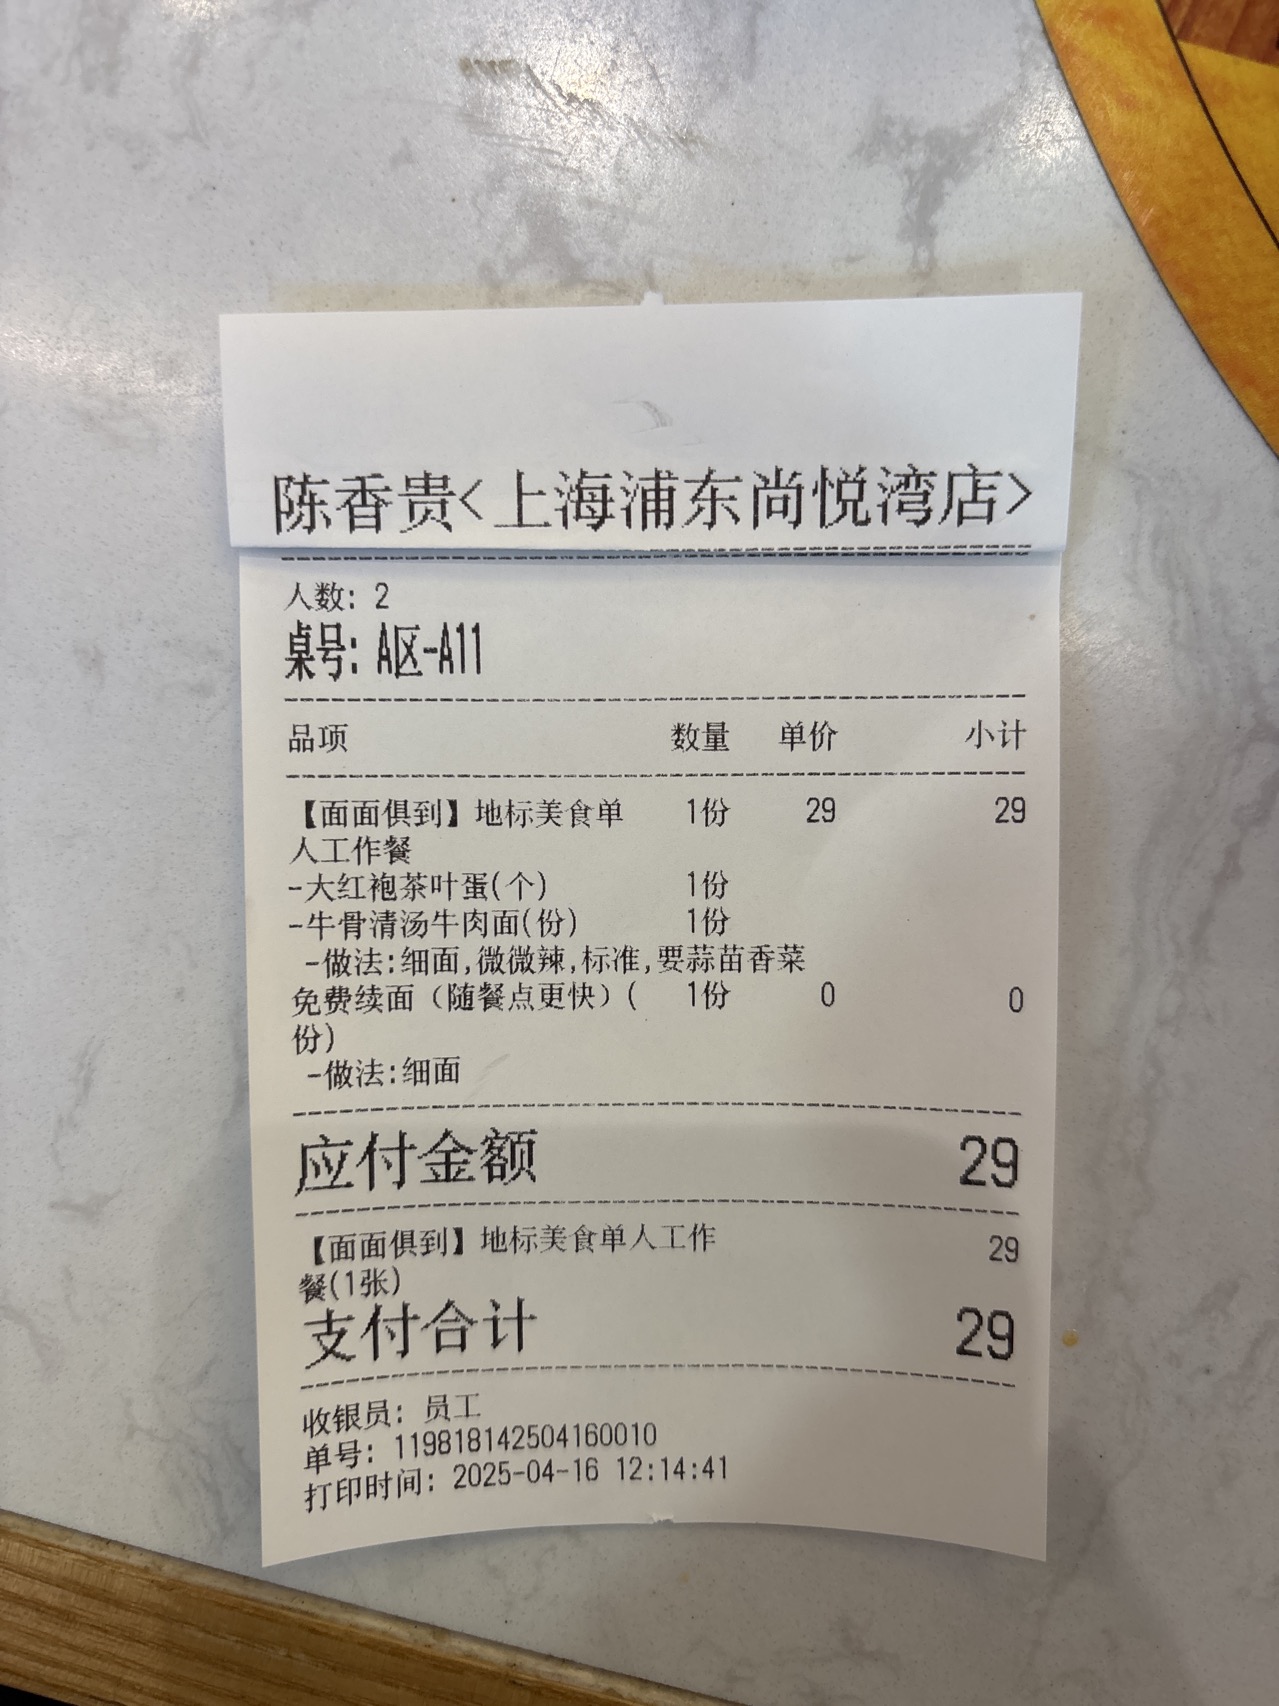 陈香贵<上海浦东尚悦湾店>
人数: 2
桌号: A区-A11
品项 数量 单价 小计
【面面俱到】地标美食单 1份 29 29
人工作餐
-大红袍茶叶蛋(个) 1份
-牛骨清汤牛肉面(份) 1份
-做法:细面,微微辣,标准,要蒜苗香菜
免费续面（随餐点更快）( 1份 0 0
份)
-做法:细面
应付金额 29
【面面俱到】地标美食单人工作 29
餐(1张)
支付合计 29
收银员: 员工
单号: 119818142504160010
打印时间: 2025-04-16 12:14:41